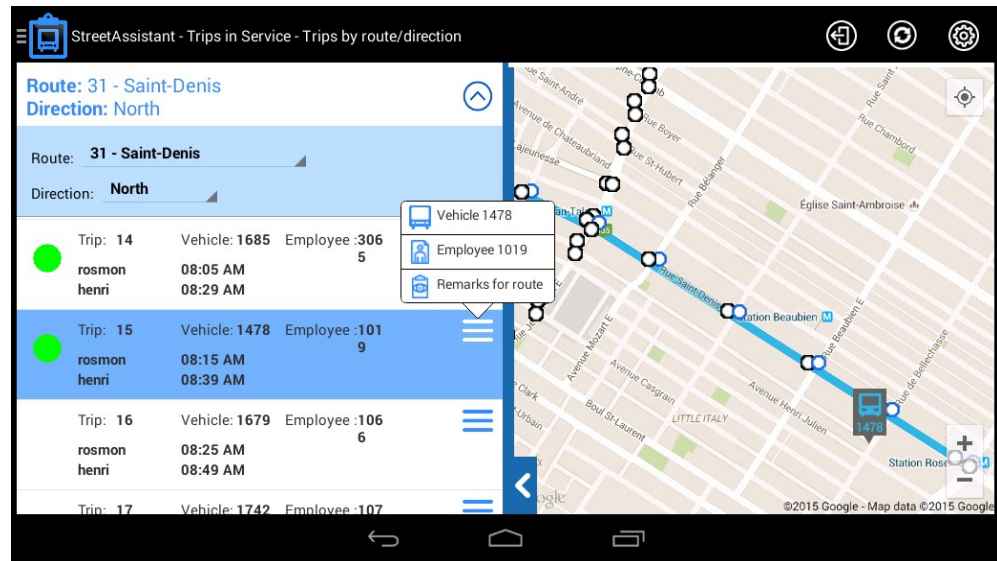 StreetAssistant - Trips in Service - Trips by route/direction
Route: 31 - Saint-Denis
Direction: North
Route: 31 - Saint-Denis
Direction: North
Vehicle 1478
Employee 1019
Remarks for route
Trip: 14 Vehicle: 1685 Employee :306
5
rosmon 08:05 AM
henri 08:29 AM
Trip: 15 Vehicle: 1478 Employee :101
9
rosmon 08:15 AM
henri 08:39 AM
Trip: 16 Vehicle: 1679 Employee :106
6
rosmon 08:25 AM
henri 08:49 AM
Trip: 17 Vehicle: 1742 Employee :107
Rue Saint-André
Avenue de Chateaubriand
Rue Boyer
Rue St-Hubert
Rue Bélanger
Rue Saint
Rue Chambord
Église Saint-Ambroise
Rue Saint-Denis
Station Beaubien
Rue Beaubien E
Rue de Bellechasse
Avenue Mozart E
Avenue Casgrain
Avenue Henri Julien
Clark
Urbain
Boul St-Laurent
LITTLE ITALY
1478
Station Rose
+
−
©2015 Google - Map data ©2015 Google